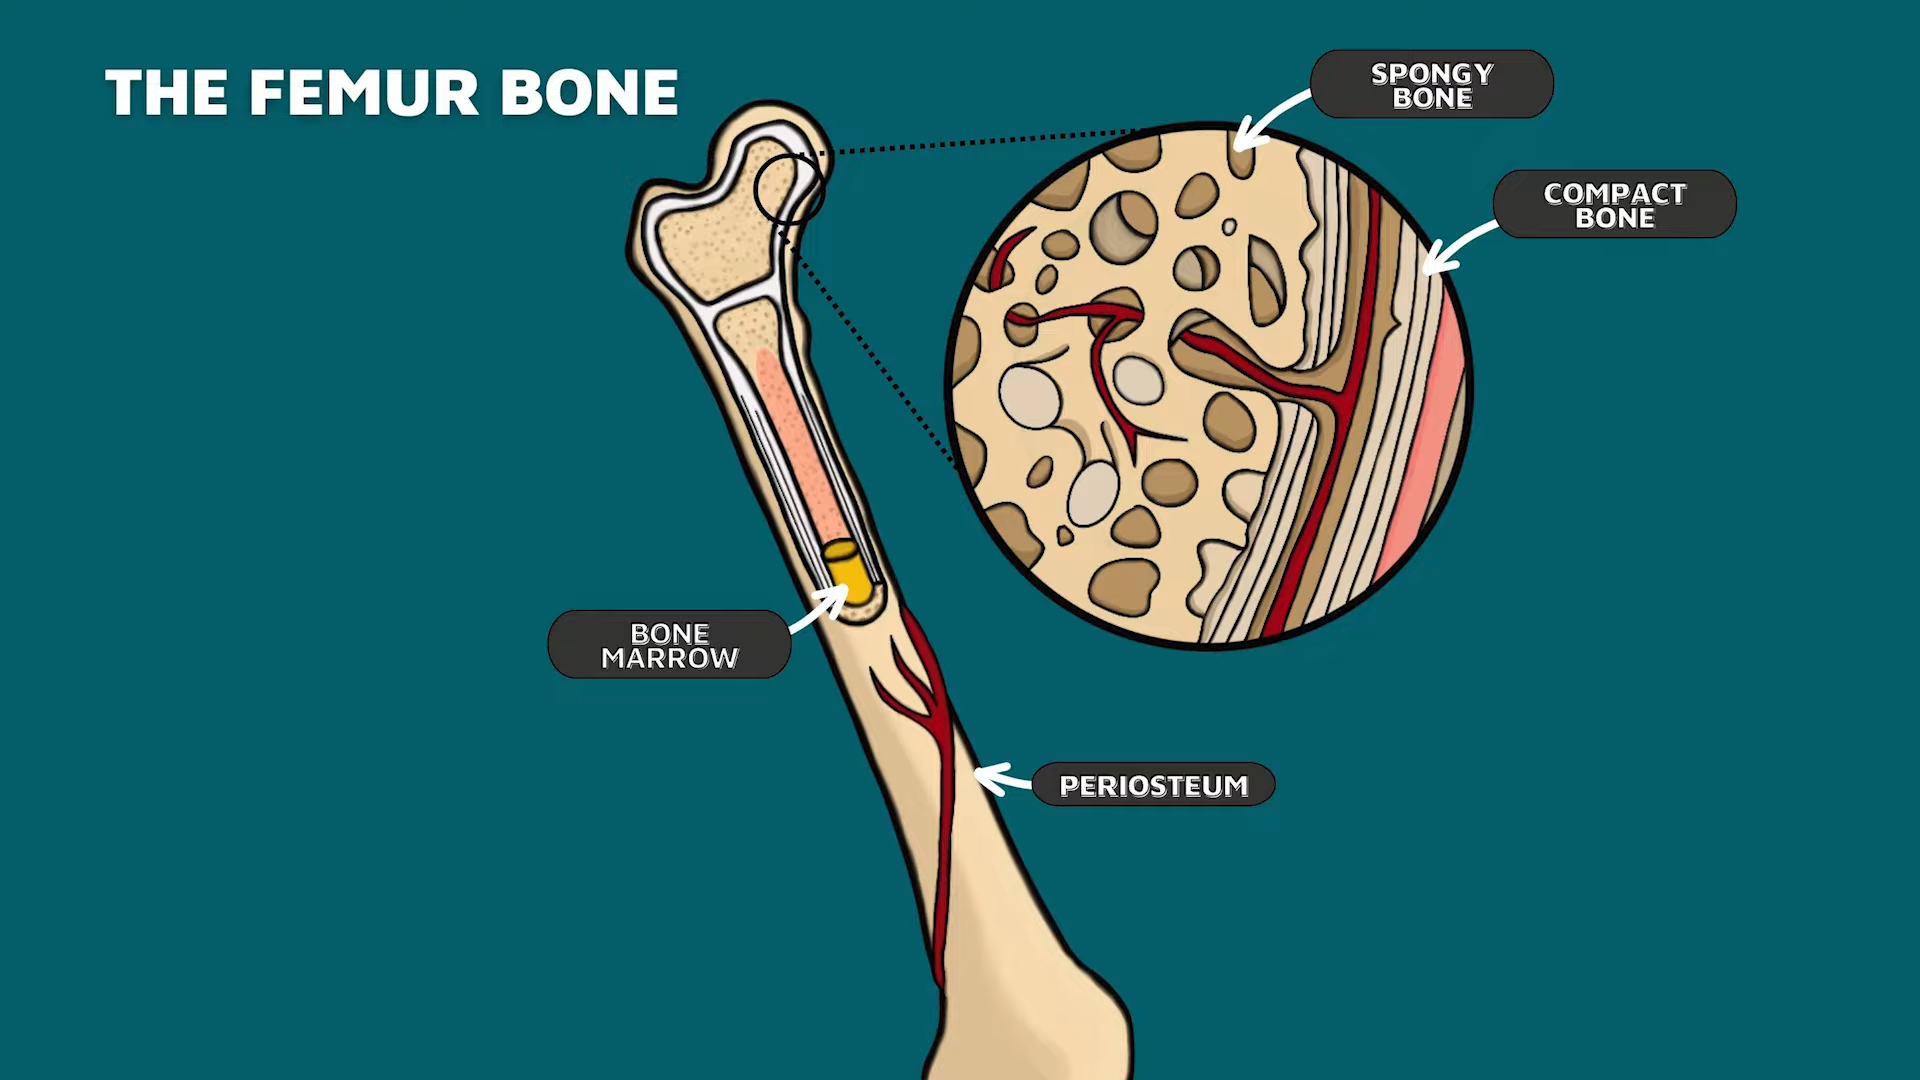 THE FEMUR BONE
SPONGY
BONE
COMPACT
BONE
BONE
MARROW
PERIOSTEUM